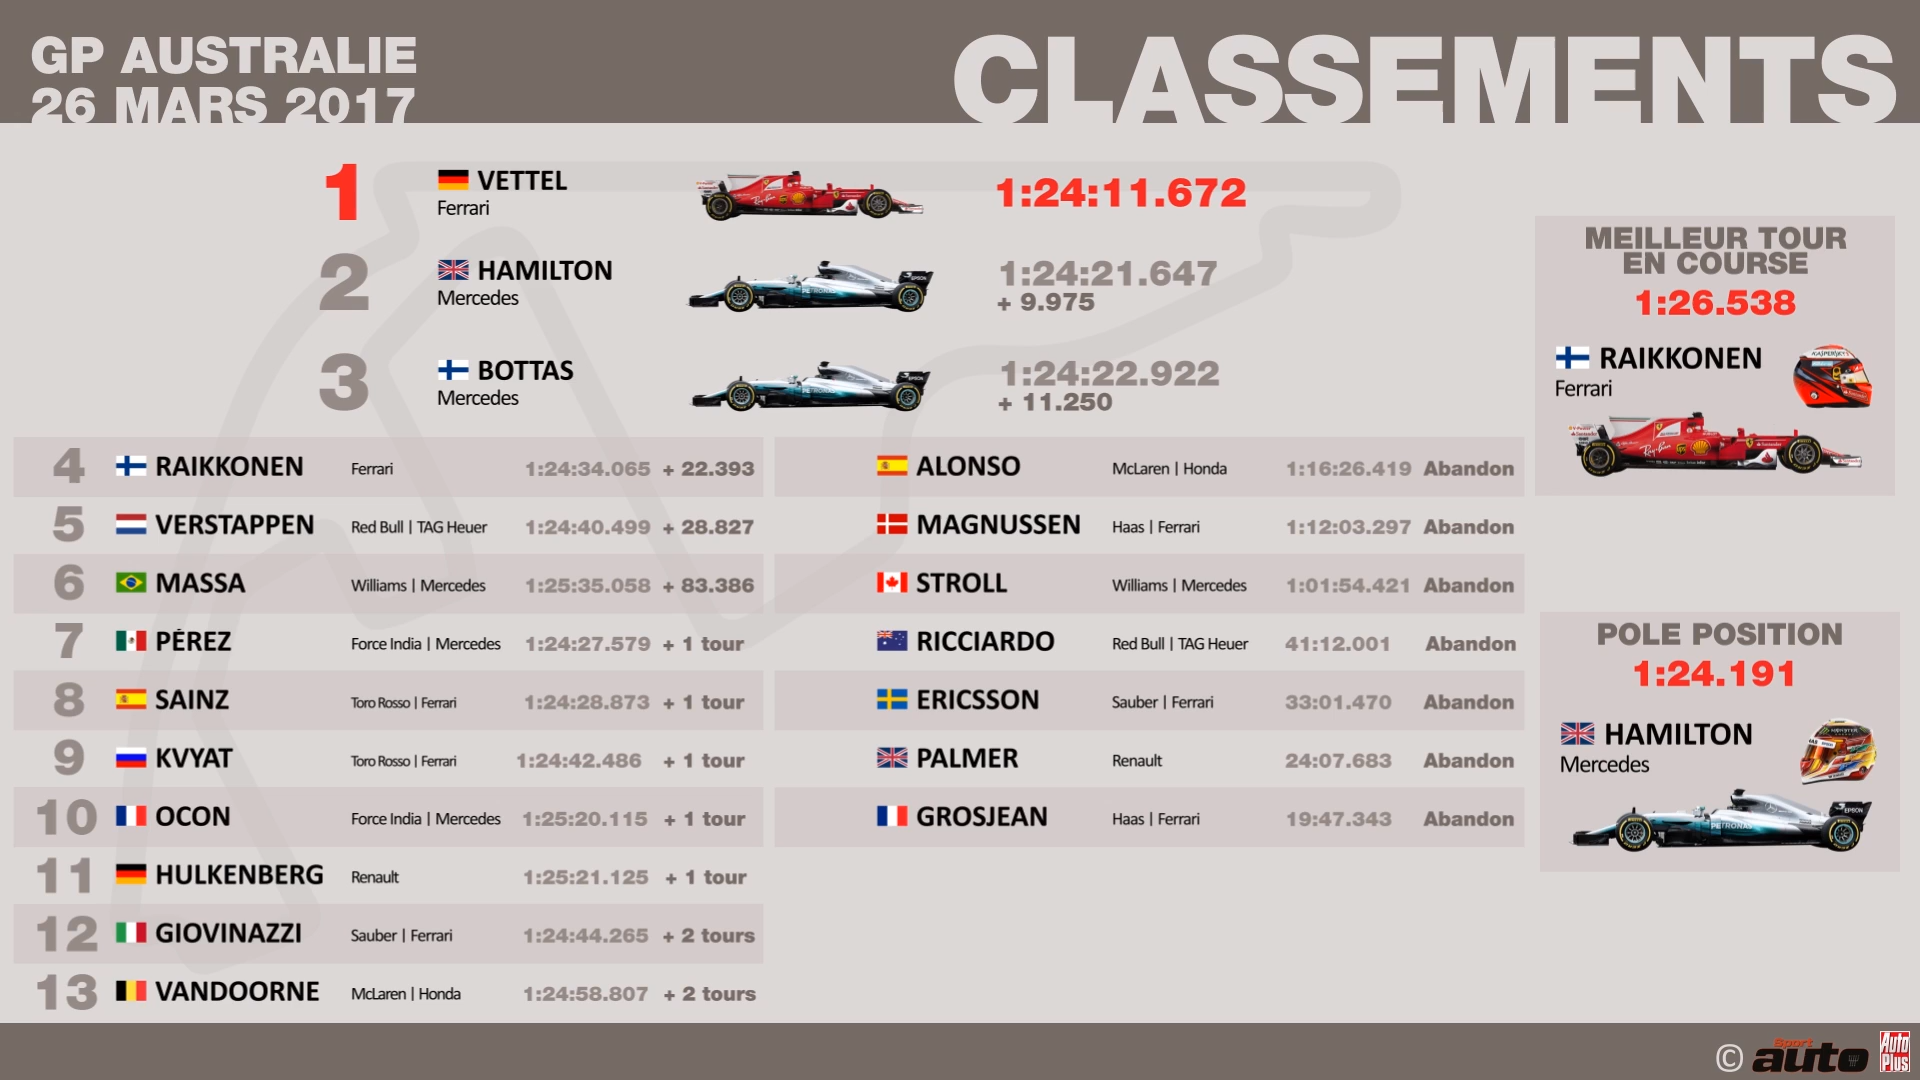 GP AUSTRALIE
26 MARS 2017
CLASSEMENTS
1 VETTEL 1:24:11.672
Ferrari
2 HAMILTON 1:24:21.647
Mercedes + 9.975
3 BOTTAS 1:24:22.922
Mercedes + 11.250
4 RAIKKONEN Ferrari 1:24:34.065 + 22.393
5 VERSTAPPEN Red Bull | TAG Heuer 1:24:40.499 + 28.827
6 MASSA Williams | Mercedes 1:25:35.058 + 83.386
7 PÉREZ Force India | Mercedes 1:24:27.579 + 1 tour
8 SAINZ Toro Rosso | Ferrari 1:24:28.873 + 1 tour
9 KVYAT Toro Rosso | Ferrari 1:24:42.486 + 1 tour
10 OCON Force India | Mercedes 1:25:20.115 + 1 tour
11 HULKENBERG Renault 1:25:21.125 + 1 tour
12 GIOVINAZZI Sauber | Ferrari 1:24:44.265 + 2 tours
13 VANDOORNE McLaren | Honda 1:24:58.807 + 2 tours
ALONSO McLaren | Honda 1:16:26.419 Abandon
MAGNUSSEN Haas | Ferrari 1:12:03.297 Abandon
STROLL Williams | Mercedes 1:01:54.421 Abandon
RICCIARDO Red Bull | TAG Heuer 41:12.001 Abandon
ERICSSON Sauber | Ferrari 33:01.470 Abandon
PALMER Renault 24:07.683 Abandon
GROSJEAN Haas | Ferrari 19:47.343 Abandon
MEILLEUR TOUR
EN COURSE
1:26.538
RAIKKONEN
Ferrari
POLE POSITION
1:24.191
HAMILTON
Mercedes
© Sport auto Auto Plus